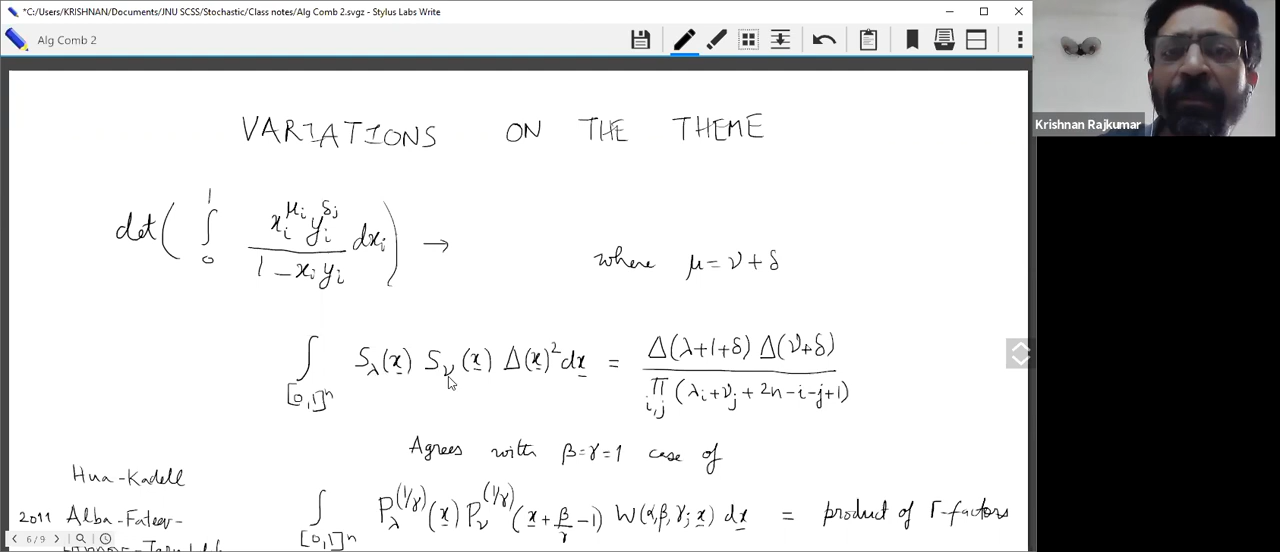 *C:/Users/KRISHNAN/Documents/JNU SCSS/Stochastic/Class notes/Alg Comb 2.svgz - Stylus Labs Write
Alg Comb 2
Krishnan Rajkumar
VARIATIONS ON THE THEME
det( ∫_0^1 x_i^{μ_i} y_i^{δ_j} / (1 - x_i y_i) dx_i ) → where μ = ν + δ
∫_{[0,1]^n} S_λ(x) S_ν(x) Δ(x)^2 dx = Δ(λ+1+δ) Δ(ν+δ) / ∏_{i,j} (λ_i + ν_j + 2n - i - j + 1)
Agrees with β=γ=1 case of
Hua-Kadell
∫_{[0,1]^n} P_λ^{(1/γ)}(x) P_ν^{(1/γ)}(x + β/γ - 1) W(α,β,γ; x) dx = product of Γ-factors
2011 Alba-Fateev-
6/9